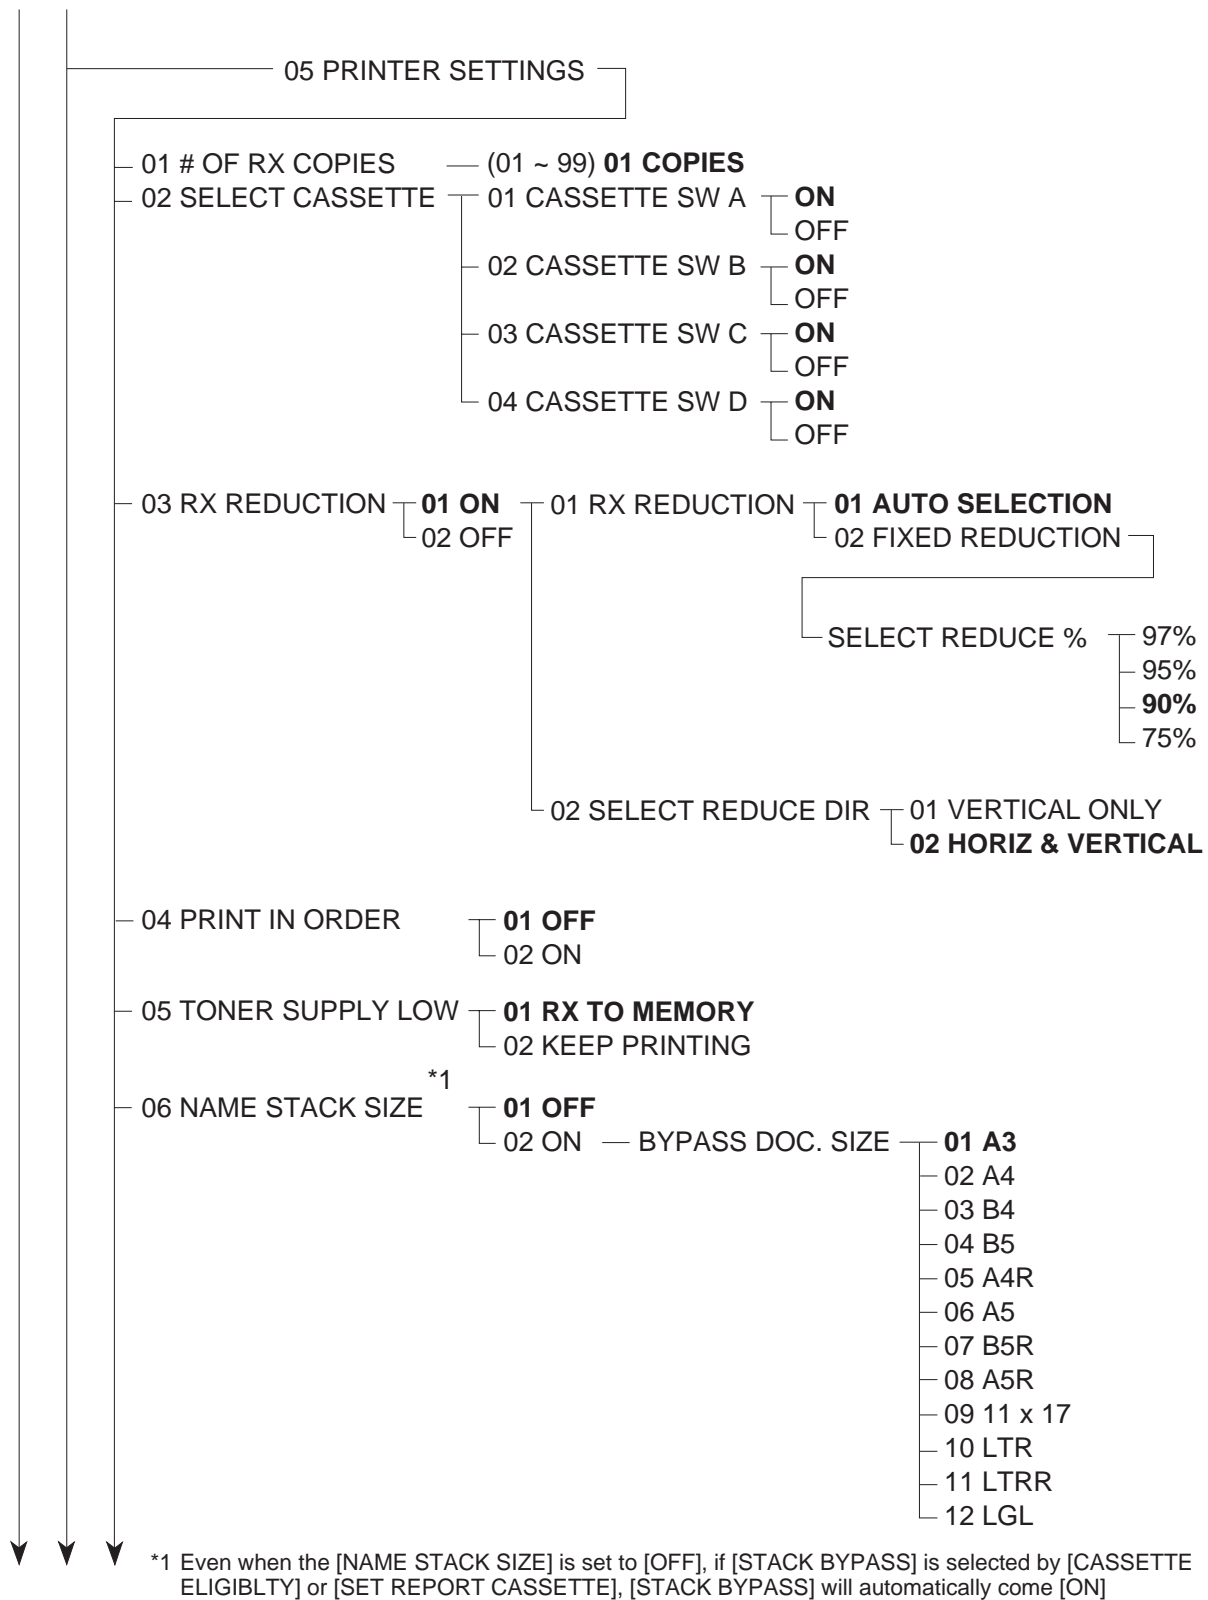 05 PRINTER SETTINGS
01 # OF RX COPIES (01 ~ 99) 01 COPIES
02 SELECT CASSETTE 01 CASSETTE SW A ON
OFF
02 CASSETTE SW B ON
OFF
03 CASSETTE SW C ON
OFF
04 CASSETTE SW D ON
OFF
03 RX REDUCTION 01 ON 01 RX REDUCTION 01 AUTO SELECTION
02 OFF 02 FIXED REDUCTION
SELECT REDUCE % 97%
95%
90%
75%
02 SELECT REDUCE DIR 01 VERTICAL ONLY
02 HORIZ & VERTICAL
04 PRINT IN ORDER 01 OFF
02 ON
05 TONER SUPPLY LOW 01 RX TO MEMORY
02 KEEP PRINTING
*1
06 NAME STACK SIZE 01 OFF
02 ON BYPASS DOC. SIZE 01 A3
02 A4
03 B4
04 B5
05 A4R
06 A5
07 B5R
08 A5R
09 11 x 17
10 LTR
11 LTRR
12 LGL
*1 Even when the [NAME STACK SIZE] is set to [OFF], if [STACK BYPASS] is selected by [CASSETTE
ELIGIBLTY] or [SET REPORT CASSETTE], [STACK BYPASS] will automatically come [ON]